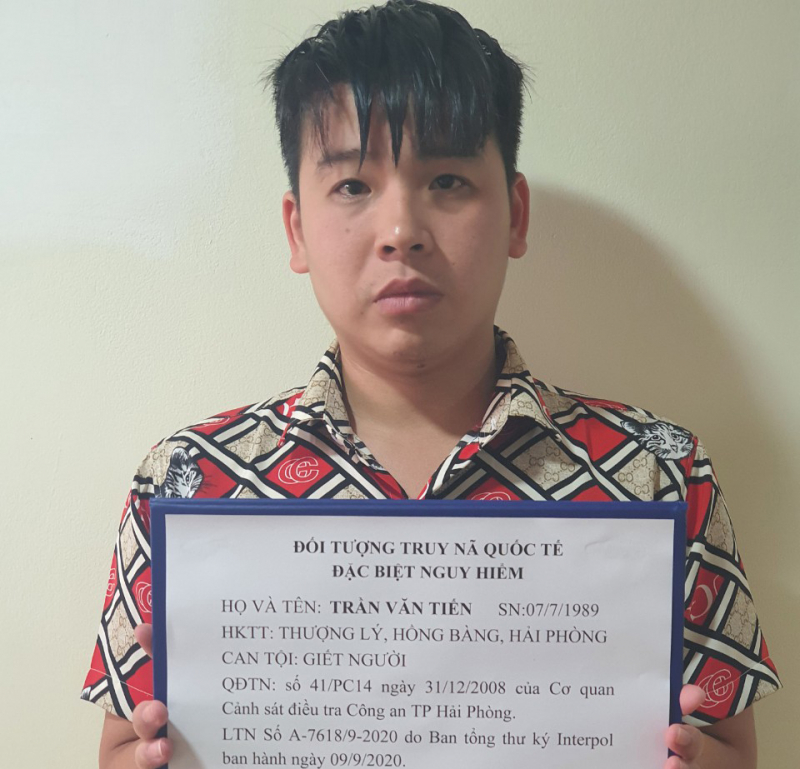 ĐỐI TƯỢNG TRUY NÃ QUỐC TẾ
ĐẶC BIỆT NGUY HIỂM
HỌ VÀ TÊN: TRẦN VĂN TIẾN SN:07/7/1989
HKTT: THƯỢNG LÝ, HỒNG BÀNG, HẢI PHÒNG
CAN TỘI: GIẾT NGƯỜI
QĐTN: số 41/PC14 ngày 31/12/2008 của Cơ quan
Cảnh sát điều tra Công an TP Hải Phòng.
LTN Số A-7618/9-2020 do Ban tổng thư ký Interpol
ban hành ngày 09/9/2020.